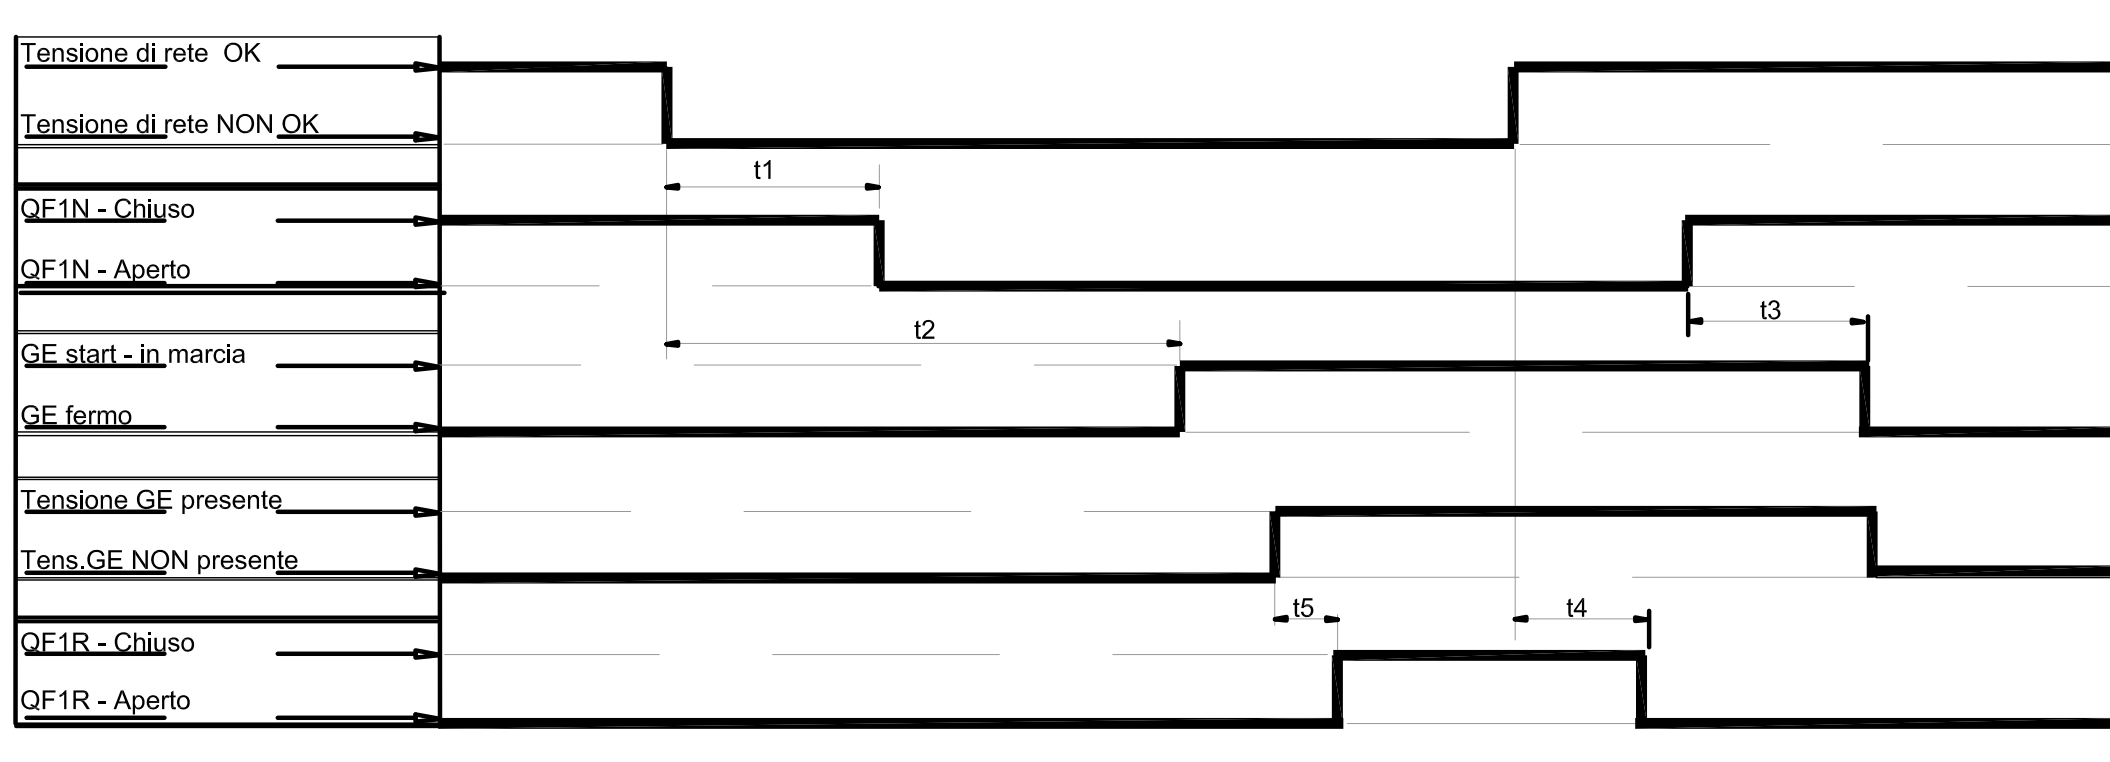 Tensione di rete OK
Tensione di rete NON OK
t1
QF1N - Chiuso
QF1N - Aperto
t3
t2
GE start - in marcia
GE fermo
Tensione GE presente
Tens.GE NON presente
t5
t4
QF1R - Chiuso
QF1R - Aperto